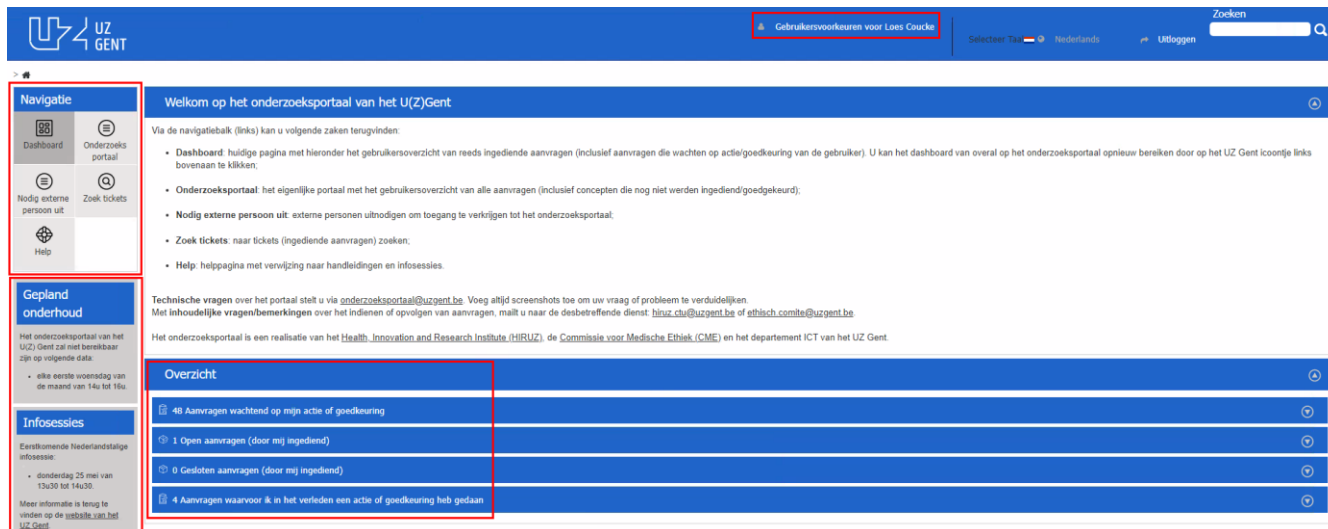 UZ
GENT
Gebruikersvoorkeuren voor Loes Coucke
Selecteer Taal
Nederlands
Uitloggen
Zoeken
>
Navigatie
Dashboard
Onderzoeks
portaal
Nodig externe
persoon uit
Zoek tickets
Help
Gepland
onderhoud
Het onderzoeksportaal van het
U(Z) Gent zal niet bereikbaar
zijn op volgende data:
• elke eerste woensdag van
de maand van 14u tot 16u.
Infosessies
Eerstkomende Nederlandstalige
infosessie:
• donderdag 25 mei van
13u30 tot 14u30.
Meer informatie is terug te
vinden op de website van het
UZ Gent.
Welkom op het onderzoeksportaal van het U(Z)Gent
Via de navigatiebalk (links) kan u volgende zaken terugvinden:
• Dashboard: huidige pagina met hieronder het gebruikersoverzicht van reeds ingediende aanvragen (inclusief aanvragen die wachten op actie/goedkeuring van de gebruiker). U kan het dashboard van overal op het onderzoeksportaal opnieuw bereiken door op het UZ Gent icoontje links
bovenaan te klikken;
• Onderzoeksportaal: het eigenlijke portaal met het gebruikersoverzicht van alle aanvragen (inclusief concepten die nog niet werden ingediend/goedgekeurd);
• Nodig externe persoon uit: externe personen uitnodigen om toegang te verkrijgen tot het onderzoeksportaal;
• Zoek tickets: naar tickets (ingediende aanvragen) zoeken;
• Help: helppagina met verwijzing naar handleidingen en infosessies.
Technische vragen over het portaal stelt u via onderzoeksportaal@uzgent.be. Voeg altijd screenshots toe om uw vraag of probleem te verduidelijken.
Met inhoudelijke vragen/bemerkingen over het indienen of opvolgen van aanvragen, mailt u naar de desbetreffende dienst: hiruz.ctu@uzgent.be of ethisch.comite@uzgent.be.
Het onderzoeksportaal is een realisatie van het Health, Innovation and Research Institute (HIRUZ), de Commissie voor Medische Ethiek (CME) en het departement ICT van het UZ Gent.
Overzicht
48 Aanvragen wachtend op mijn actie of goedkeuring
1 Open aanvragen (door mij ingediend)
0 Gesloten aanvragen (door mij ingediend)
4 Aanvragen waarvoor ik in het verleden een actie of goedkeuring heb gedaan